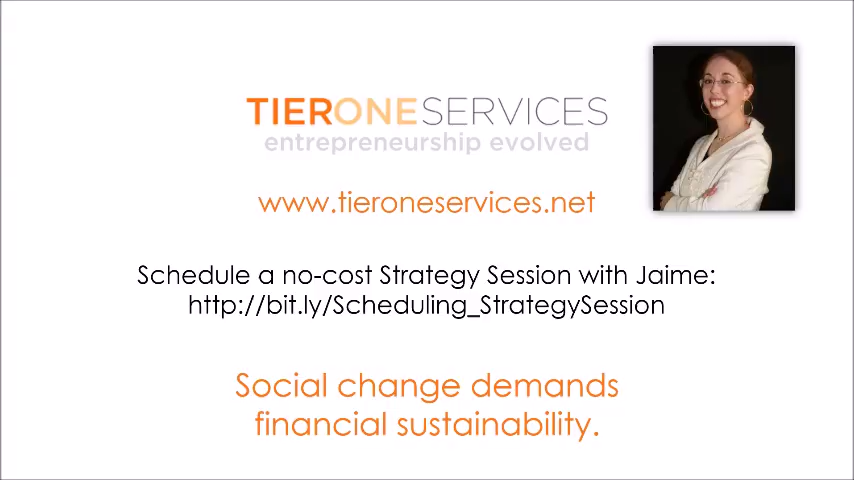 TIERONESERVICES
entrepreneurship evolved
www.tieroneservices.net
Schedule a no-cost Strategy Session with Jaime:
http://bit.ly/Scheduling_StrategySession
Social change demands
financial sustainability.